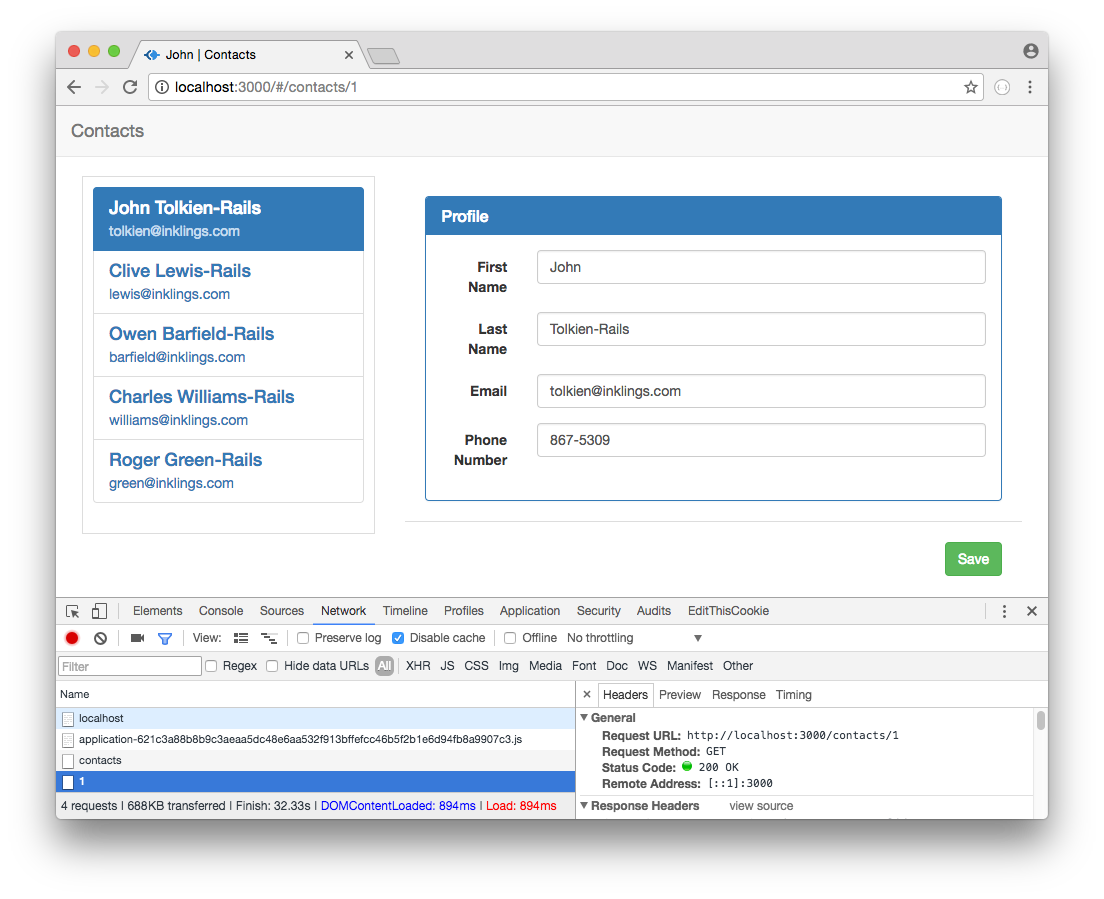 John | Contacts
localhost:3000/#/contacts/1
Contacts
John Tolkien-Rails
tolkien@inklings.com
Clive Lewis-Rails
lewis@inklings.com
Owen Barfield-Rails
barfield@inklings.com
Charles Williams-Rails
williams@inklings.com
Roger Green-Rails
green@inklings.com
Profile
First Name John
Last Name Tolkien-Rails
Email tolkien@inklings.com
Phone Number 867-5309
Save
Elements Console Sources Network Timeline Profiles Application Security Audits EditThisCookie
View: Preserve log Disable cache Offline No throttling
Filter Regex Hide data URLs All XHR JS CSS Img Media Font Doc WS Manifest Other
Name
localhost
application-621c3a88b8b9c3aeaa5dc48e6aa532f913bffefcc46b5f2b1e6d94fb8a9907c3.js
contacts
1
4 requests | 688KB transferred | Finish: 32.33s | DOMContentLoaded: 894ms | Load: 894ms
Headers Preview Response Timing
General
Request URL: http://localhost:3000/contacts/1
Request Method: GET
Status Code: 200 OK
Remote Address: [::1]:3000
Response Headers view source